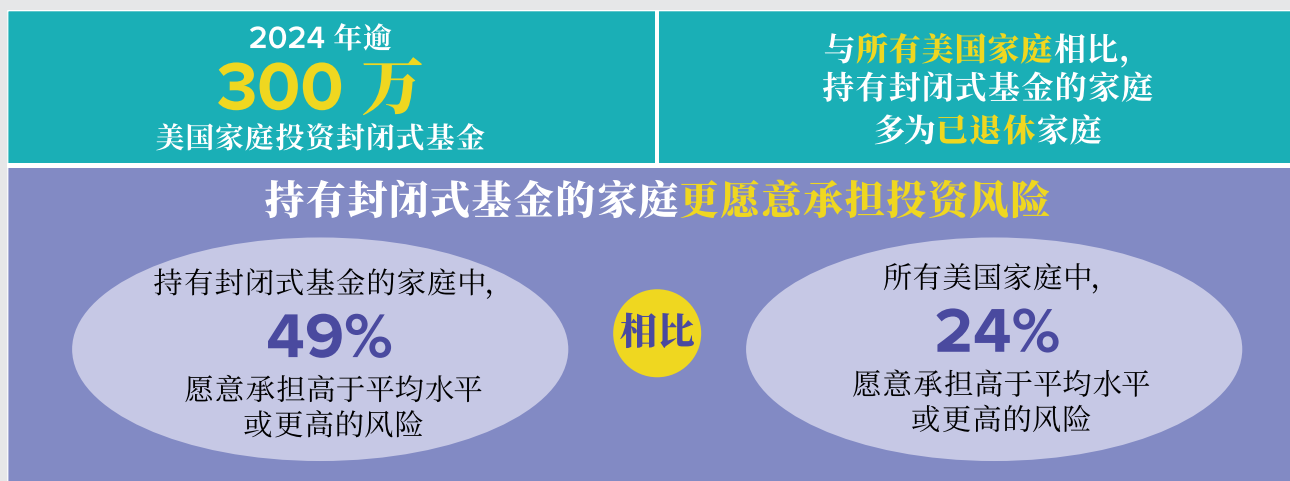 2024 年逾
300 万
美国家庭投资封闭式基金
与所有美国家庭相比，
持有封闭式基金的家庭
多为已退休家庭
持有封闭式基金的家庭更愿意承担投资风险
持有封闭式基金的家庭中，
49%
愿意承担高于平均水平
或更高的风险
相比
所有美国家庭中，
24%
愿意承担高于平均水平
或更高的风险